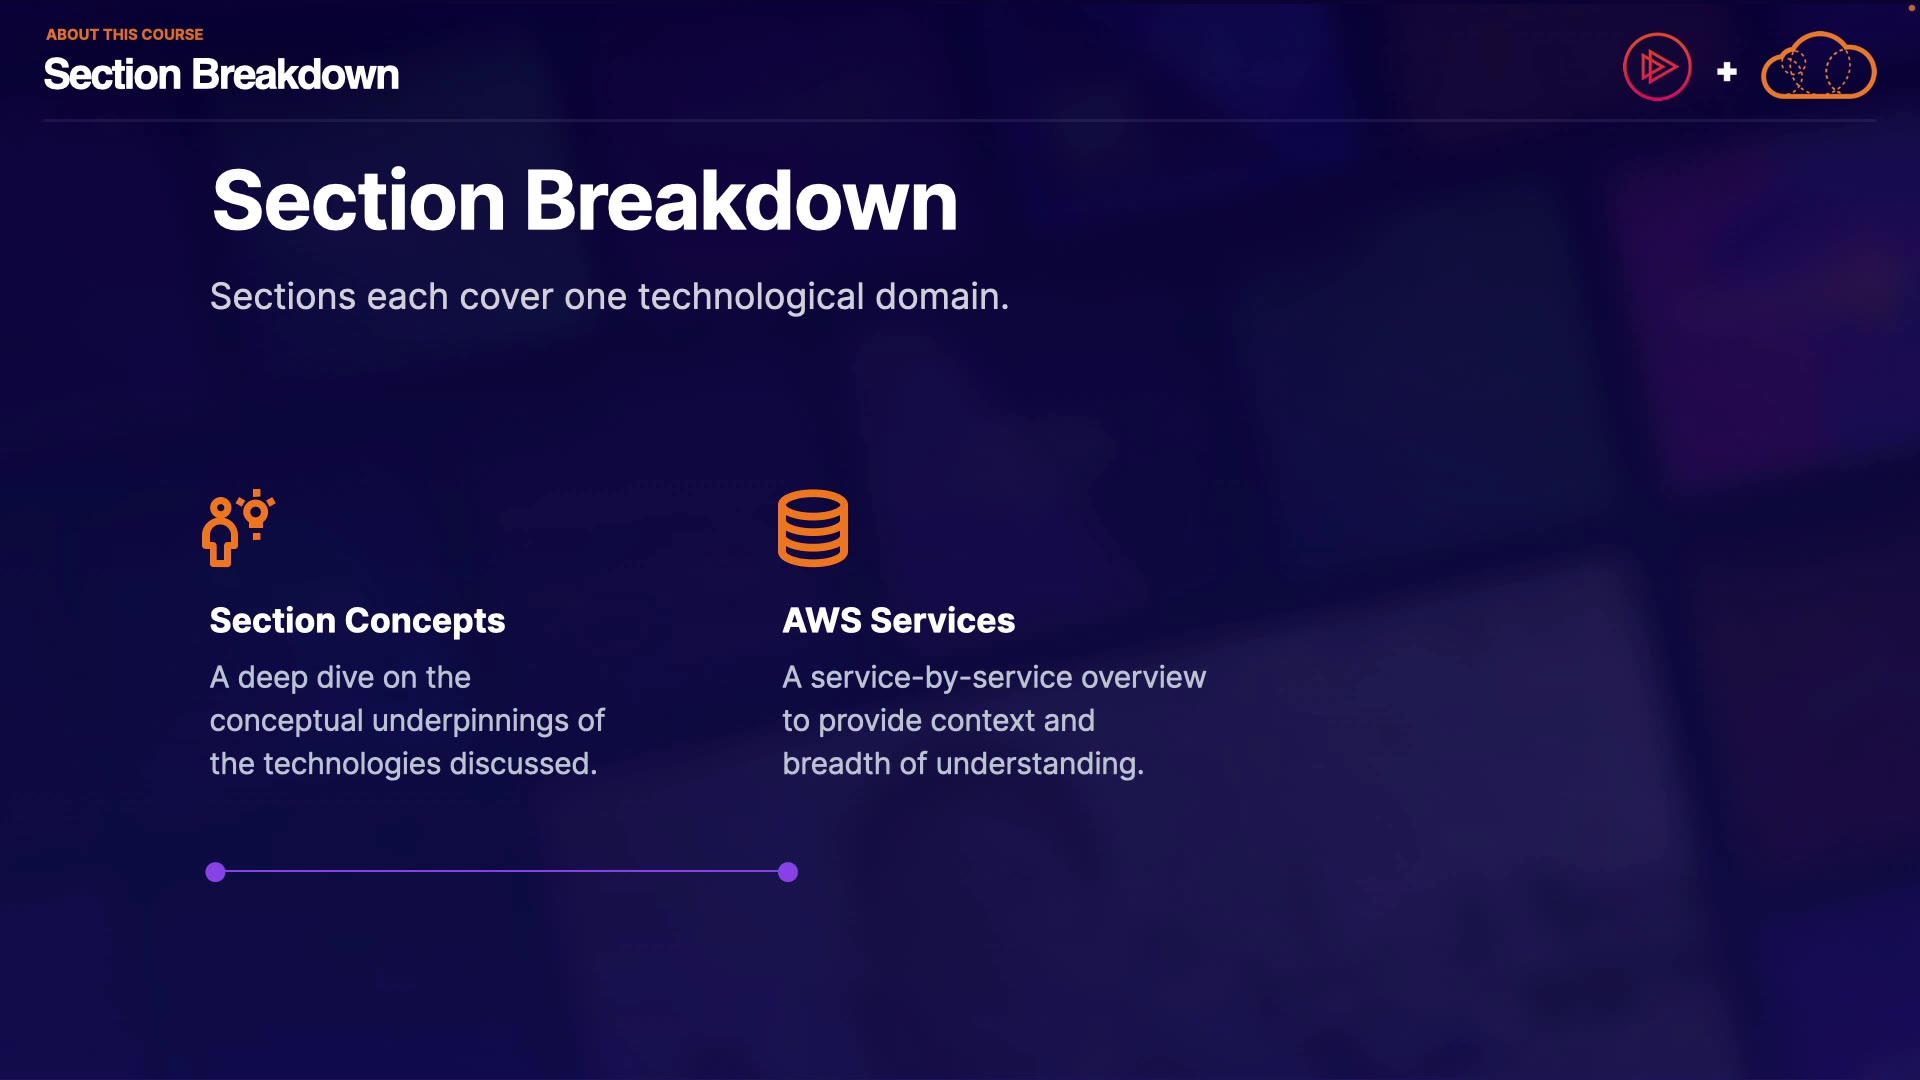 ABOUT THIS COURSE
Section Breakdown
Section Breakdown
Sections each cover one technological domain.
Section Concepts
A deep dive on the
conceptual underpinnings of
the technologies discussed.
AWS Services
A service-by-service overview
to provide context and
breadth of understanding.